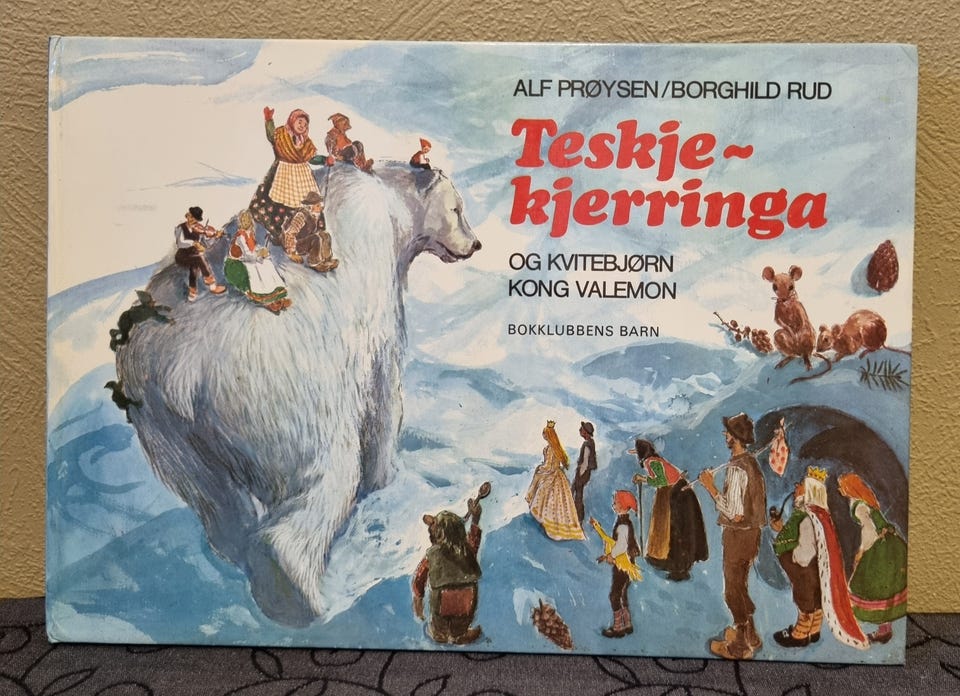 ALF PRØYSEN/BORGHILD RUD
Teskje~
kjerringa
OG KVITEBJØRN
KONG VALEMON
BOKKLUBBENS BARN